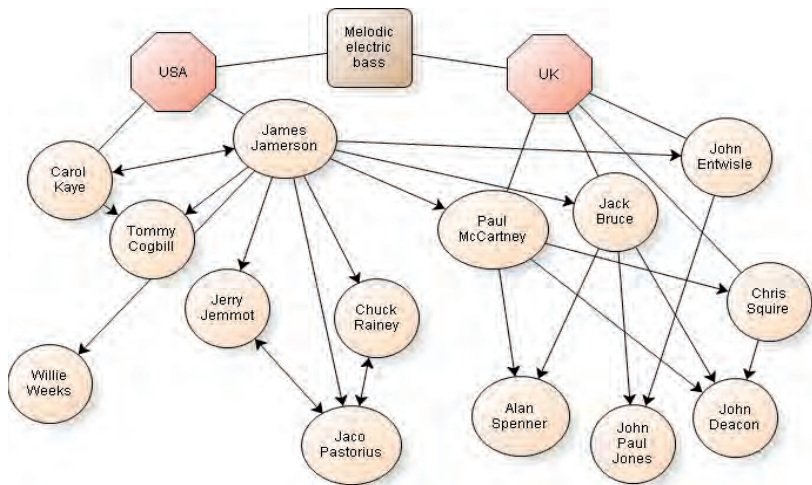 Melodic
electric
bass
USA
UK
James
Jamerson
John
Entwisle
Carol
Kaye
Jack
Bruce
Paul
McCartney
Tommy
Cogbill
Chris
Squire
Jerry
Jemmot
Chuck
Rainey
Willie
Weeks
Alan
Spenner
John
Deacon
John
Paul
Jones
Jaco
Pastorius